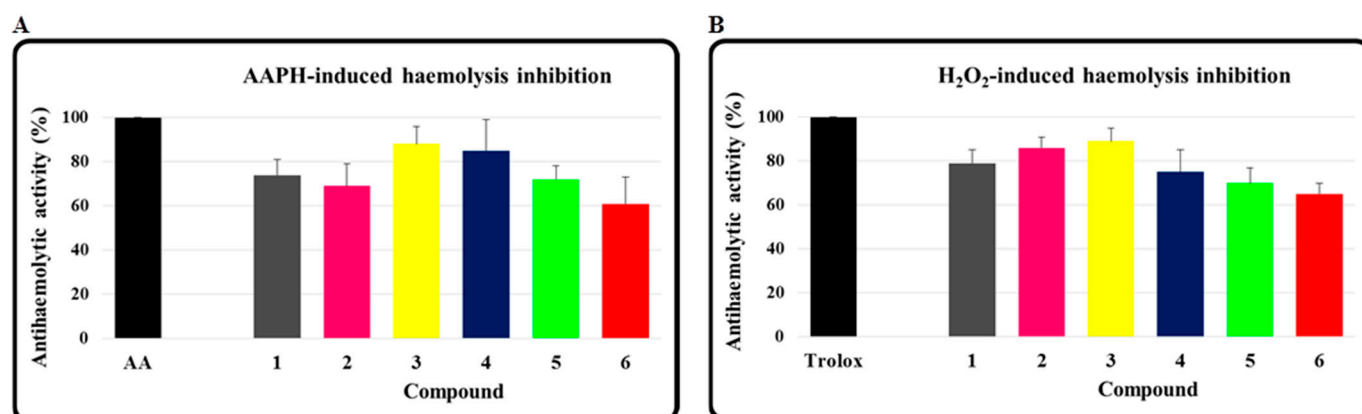 A
AAPH-induced haemolysis inhibition
Antihaemolytic activity (%)
100
80
60
40
20
0
AA 1 2 3 4 5 6
Compound
B
H₂O₂-induced haemolysis inhibition
Antihaemolytic activity (%)
100
80
60
40
20
0
Trolox 1 2 3 4 5 6
Compound